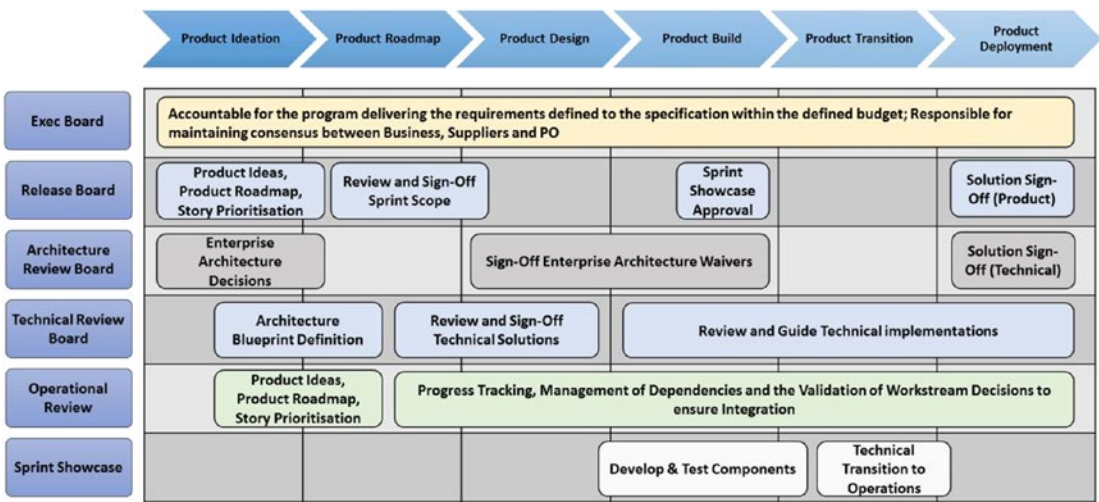 Product Ideation
Product Roadmap
Product Design
Product Build
Product Transition
Product
Deployment
Exec Board
Accountable for the program delivering the requirements defined to the specification within the defined budget; Responsible for
maintaining consensus between Business, Suppliers and PO
Release Board
Product Ideas,
Product Roadmap,
Story Prioritisation
Review and Sign-Off
Sprint Scope
Sprint
Showcase
Approval
Solution Sign-
Off (Product)
Architecture
Review Board
Enterprise
Architecture
Decisions
Sign-Off Enterprise Architecture Waivers
Solution Sign-
Off (Technical)
Technical Review
Board
Architecture
Blueprint Definition
Review and Sign-Off
Technical Solutions
Review and Guide Technical implementations
Operational
Review
Product Ideas,
Product Roadmap,
Story Prioritisation
Progress Tracking, Management of Dependencies and the Validation of Workstream Decisions to
ensure Integration
Sprint Showcase
Develop & Test Components
Technical
Transition to
Operations